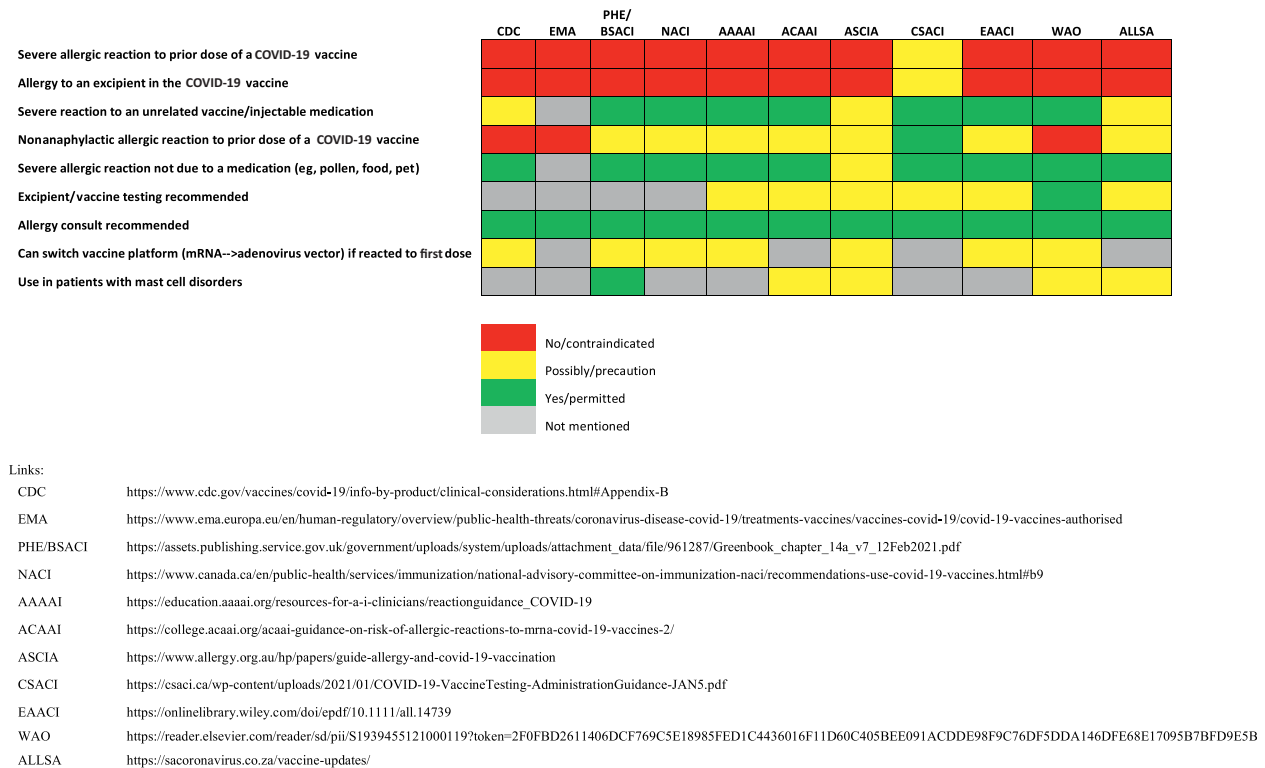 PHE/
CDC EMA BSACI NACI AAAAI ACAAI ASCIA CSACI EAACI WAO ALLSA
Severe allergic reaction to prior dose of a COVID-19 vaccine
Allergy to an excipient in the COVID-19 vaccine
Severe reaction to an unrelated vaccine/injectable medication
Nonanaphylactic allergic reaction to prior dose of a COVID-19 vaccine
Severe allergic reaction not due to a medication (eg, pollen, food, pet)
Excipient/vaccine testing recommended
Allergy consult recommended
Can switch vaccine platform (mRNA-->adenovirus vector) if reacted to first dose
Use in patients with mast cell disorders
No/contraindicated
Possibly/precaution
Yes/permitted
Not mentioned
Links:
CDC https://www.cdc.gov/vaccines/covid-19/info-by-product/clinical-considerations.html#Appendix-B
EMA https://www.ema.europa.eu/en/human-regulatory/overview/public-health-threats/coronavirus-disease-covid-19/treatments-vaccines/vaccines-covid-19/covid-19-vaccines-authorised
PHE/BSACI https://assets.publishing.service.gov.uk/government/uploads/system/uploads/attachment_data/file/961287/Greenbook_chapter_14a_v7_12Feb2021.pdf
NACI https://www.canada.ca/en/public-health/services/immunization/national-advisory-committee-on-immunization-naci/recommendations-use-covid-19-vaccines.html#b9
AAAAI https://education.aaaai.org/resources-for-a-i-clinicians/reactionguidance_COVID-19
ACAAI https://college.acaai.org/acaai-guidance-on-risk-of-allergic-reactions-to-mrna-covid-19-vaccines-2/
ASCIA https://www.allergy.org.au/hp/papers/guide-allergy-and-covid-19-vaccination
CSACI https://csaci.ca/wp-content/uploads/2021/01/COVID-19-VaccineTesting-AdministrationGuidance-JAN5.pdf
EAACI https://onlinelibrary.wiley.com/doi/epdf/10.1111/all.14739
WAO https://reader.elsevier.com/reader/sd/pii/S1939455121000119?token=2F0FBD2611406DCF769C5E18985FED1C4436016F11D60C405BEE091ACDDE98F9C76DF5DDA146DFE68E17095B7BFD9E5B
ALLSA https://sacoronavirus.co.za/vaccine-updates/